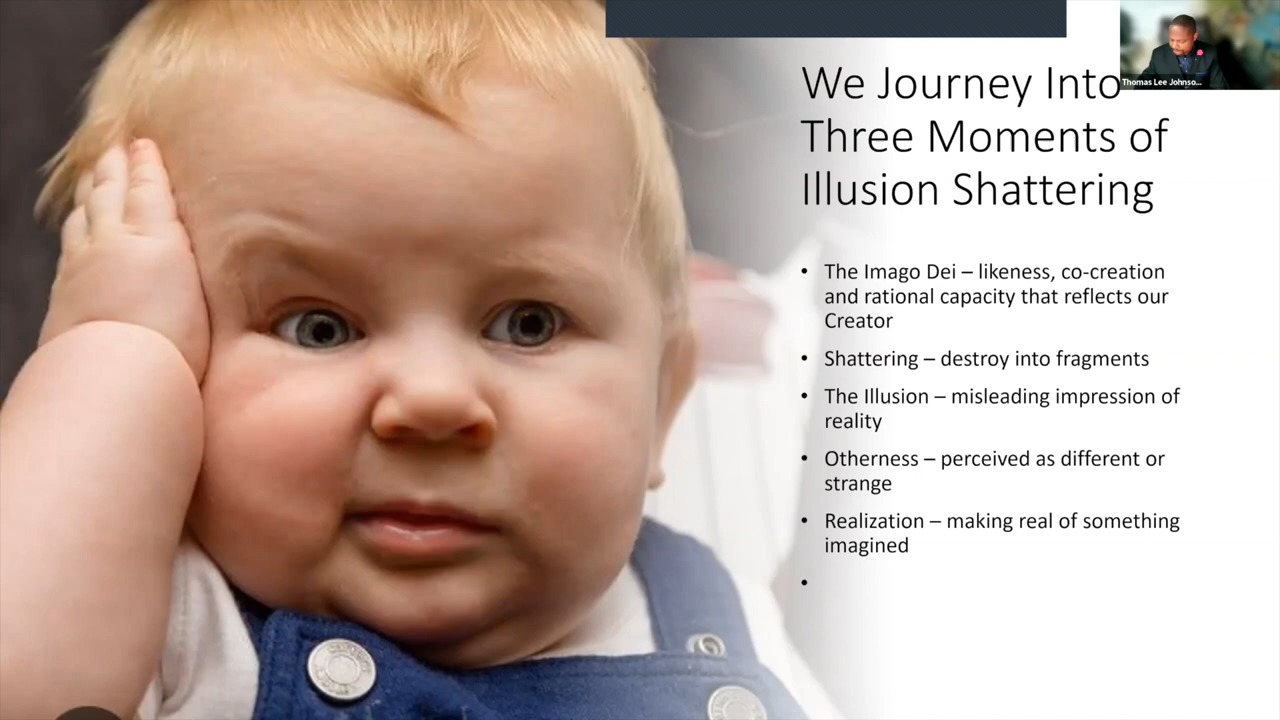 We Journey Into
Three Moments of
Illusion Shattering
Thomas Lee Johnso...
• The Imago Dei – likeness, co-creation
and rational capacity that reflects our
Creator
• Shattering – destroy into fragments
• The Illusion – misleading impression of
reality
• Otherness – perceived as different or
strange
• Realization – making real of something
imagined
•